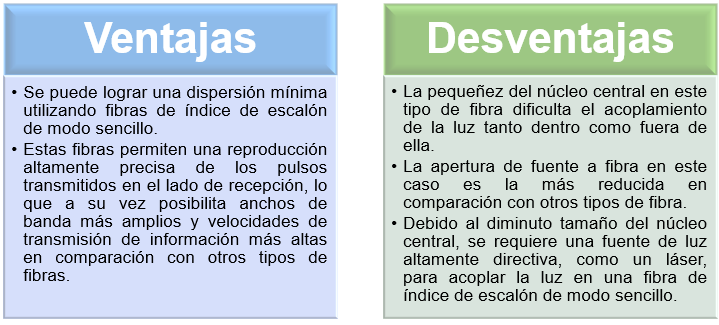 Ventajas
• Se puede lograr una dispersión mínima
utilizando fibras de índice de escalón
de modo sencillo.
• Estas fibras permiten una reproducción
altamente precisa de los pulsos
transmitidos en el lado de recepción, lo
que a su vez posibilita anchos de
banda más amplios y velocidades de
transmisión de información más altas
en comparación con otros tipos de
fibras.
Desventajas
• La pequeñez del núcleo central en este
tipo de fibra dificulta el acoplamiento
de la luz tanto dentro como fuera de
ella.
• La apertura de fuente a fibra en este
caso es la más reducida en
comparación con otros tipos de fibra.
• Debido al diminuto tamaño del núcleo
central, se requiere una fuente de luz
altamente directiva, como un láser,
para acoplar la luz en una fibra de
índice de escalón de modo sencillo.